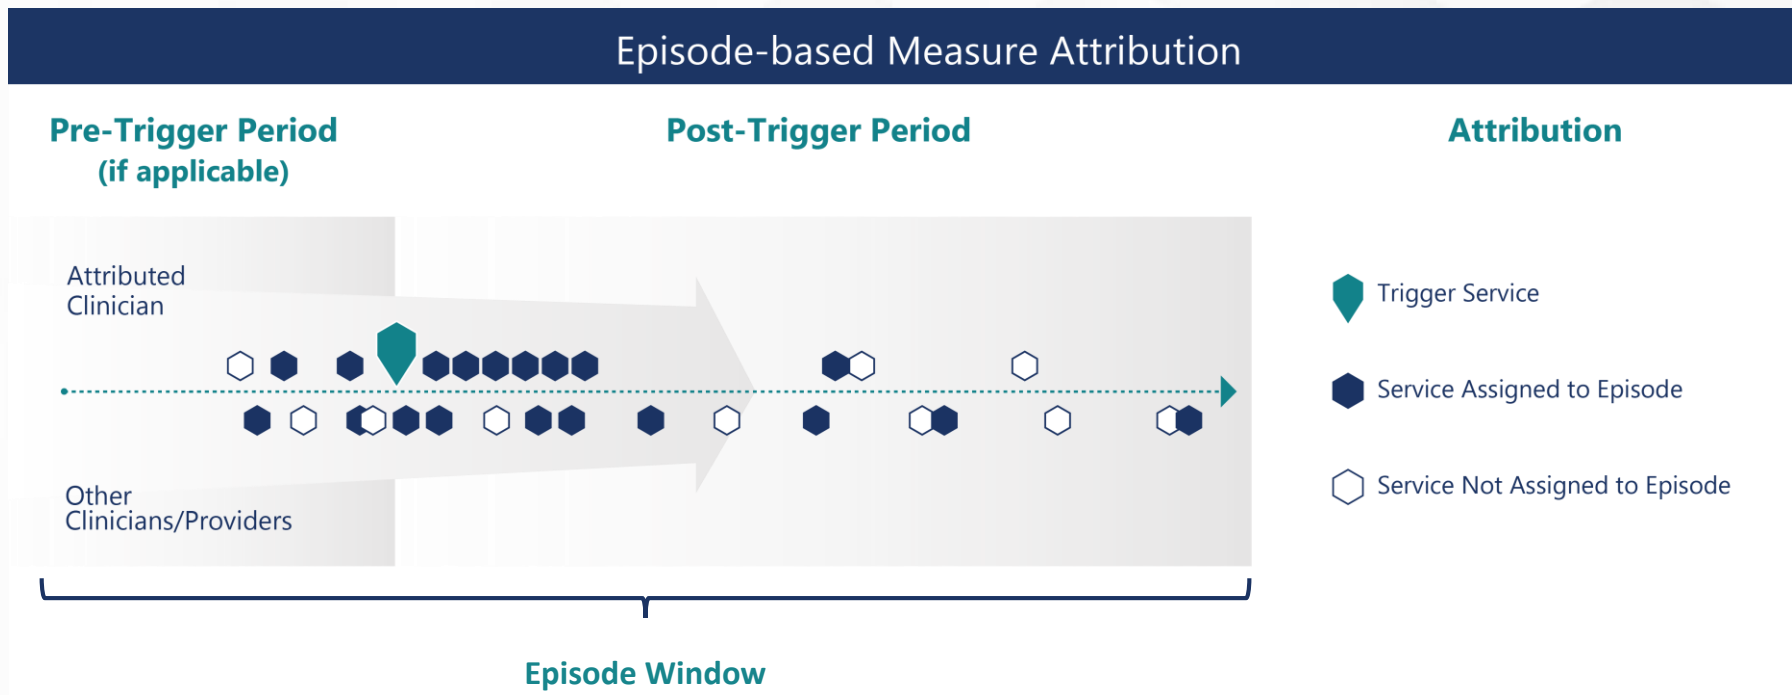 Episode-based Measure Attribution
Pre-Trigger Period
(if applicable)
Post-Trigger Period
Attribution
Attributed
Clinician
Other
Clinicians/Providers
Trigger Service
Service Assigned to Episode
Service Not Assigned to Episode
Episode Window